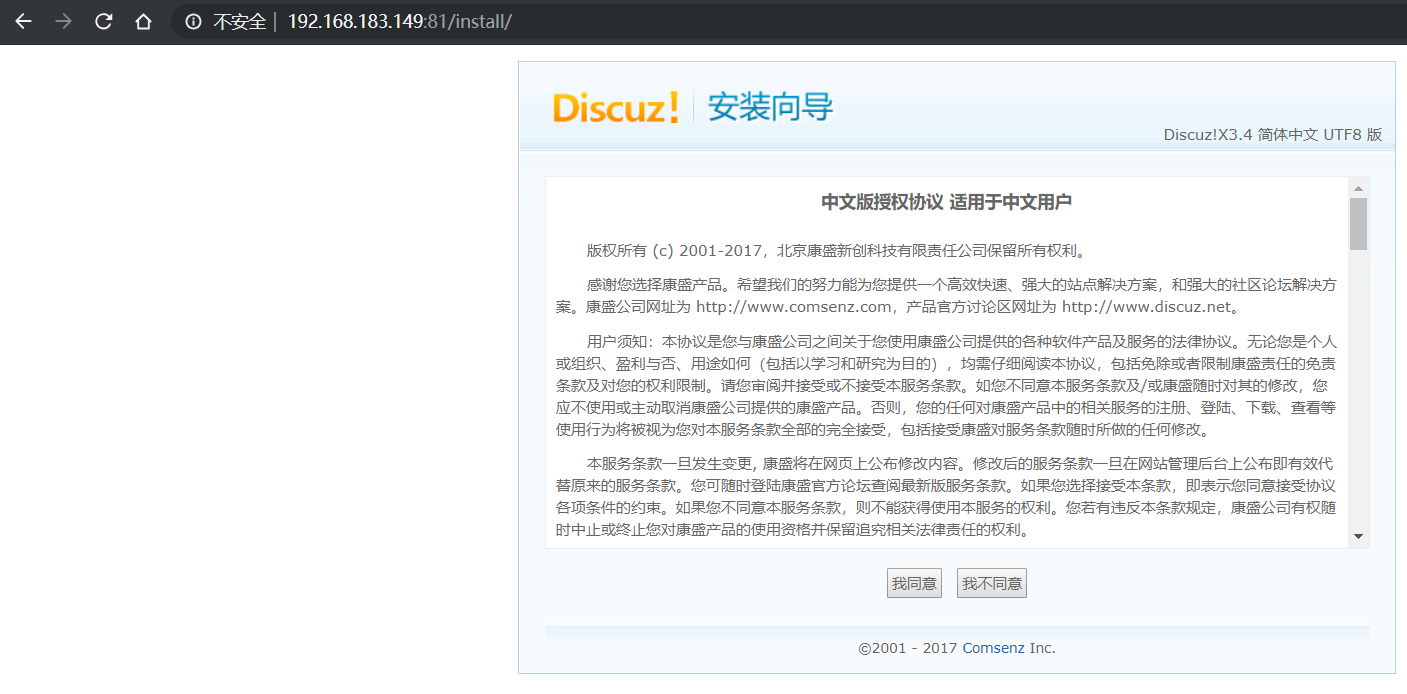 不安全 | 192.168.183.149:81/install/
Discuz! 安装向导
Discuz!X3.4 简体中文 UTF8 版
中文版授权协议 适用于中文用户
版权所有 (c) 2001-2017，北京康盛新创科技有限责任公司保留所有权利。
感谢您选择康盛产品。希望我们的努力能为您提供一个高效快速、强大的站点解决方案，和强大的社区论坛解决方
案。康盛公司网址为 http://www.comsenz.com，产品官方讨论区网址为 http://www.discuz.net。
用户须知：本协议是您与康盛公司之间关于您使用康盛公司提供的各种软件产品及服务的法律协议。无论您是个人
或组织、盈利与否、用途如何（包括以学习和研究为目的），均需仔细阅读本协议，包括免除或者限制康盛责任的免责
条款及对您的权利限制。请您审阅并接受或不接受本服务条款。如您不同意本服务条款及/或康盛随时对其的修改，您
应不使用或主动取消康盛公司提供的康盛产品。否则，您的任何对康盛产品中的相关服务的注册、登陆、下载、查看等
使用行为将被视为您对本服务条款全部的完全接受，包括接受康盛对服务条款随时所做的任何修改。
本服务条款一旦发生变更, 康盛将在网页上公布修改内容。修改后的服务条款一旦在网站管理后台上公布即有效代
替原来的服务条款。您可随时登陆康盛官方论坛查阅最新版服务条款。如果您选择接受本条款，即表示您同意接受协议
各项条件的约束。如果您不同意本服务条款，则不能获得使用本服务的权利。您若有违反本条款规定，康盛公司有权随
时中止或终止您对康盛产品的使用资格并保留追究相关法律责任的权利。
我同意 我不同意
©2001 - 2017 Comsenz Inc.